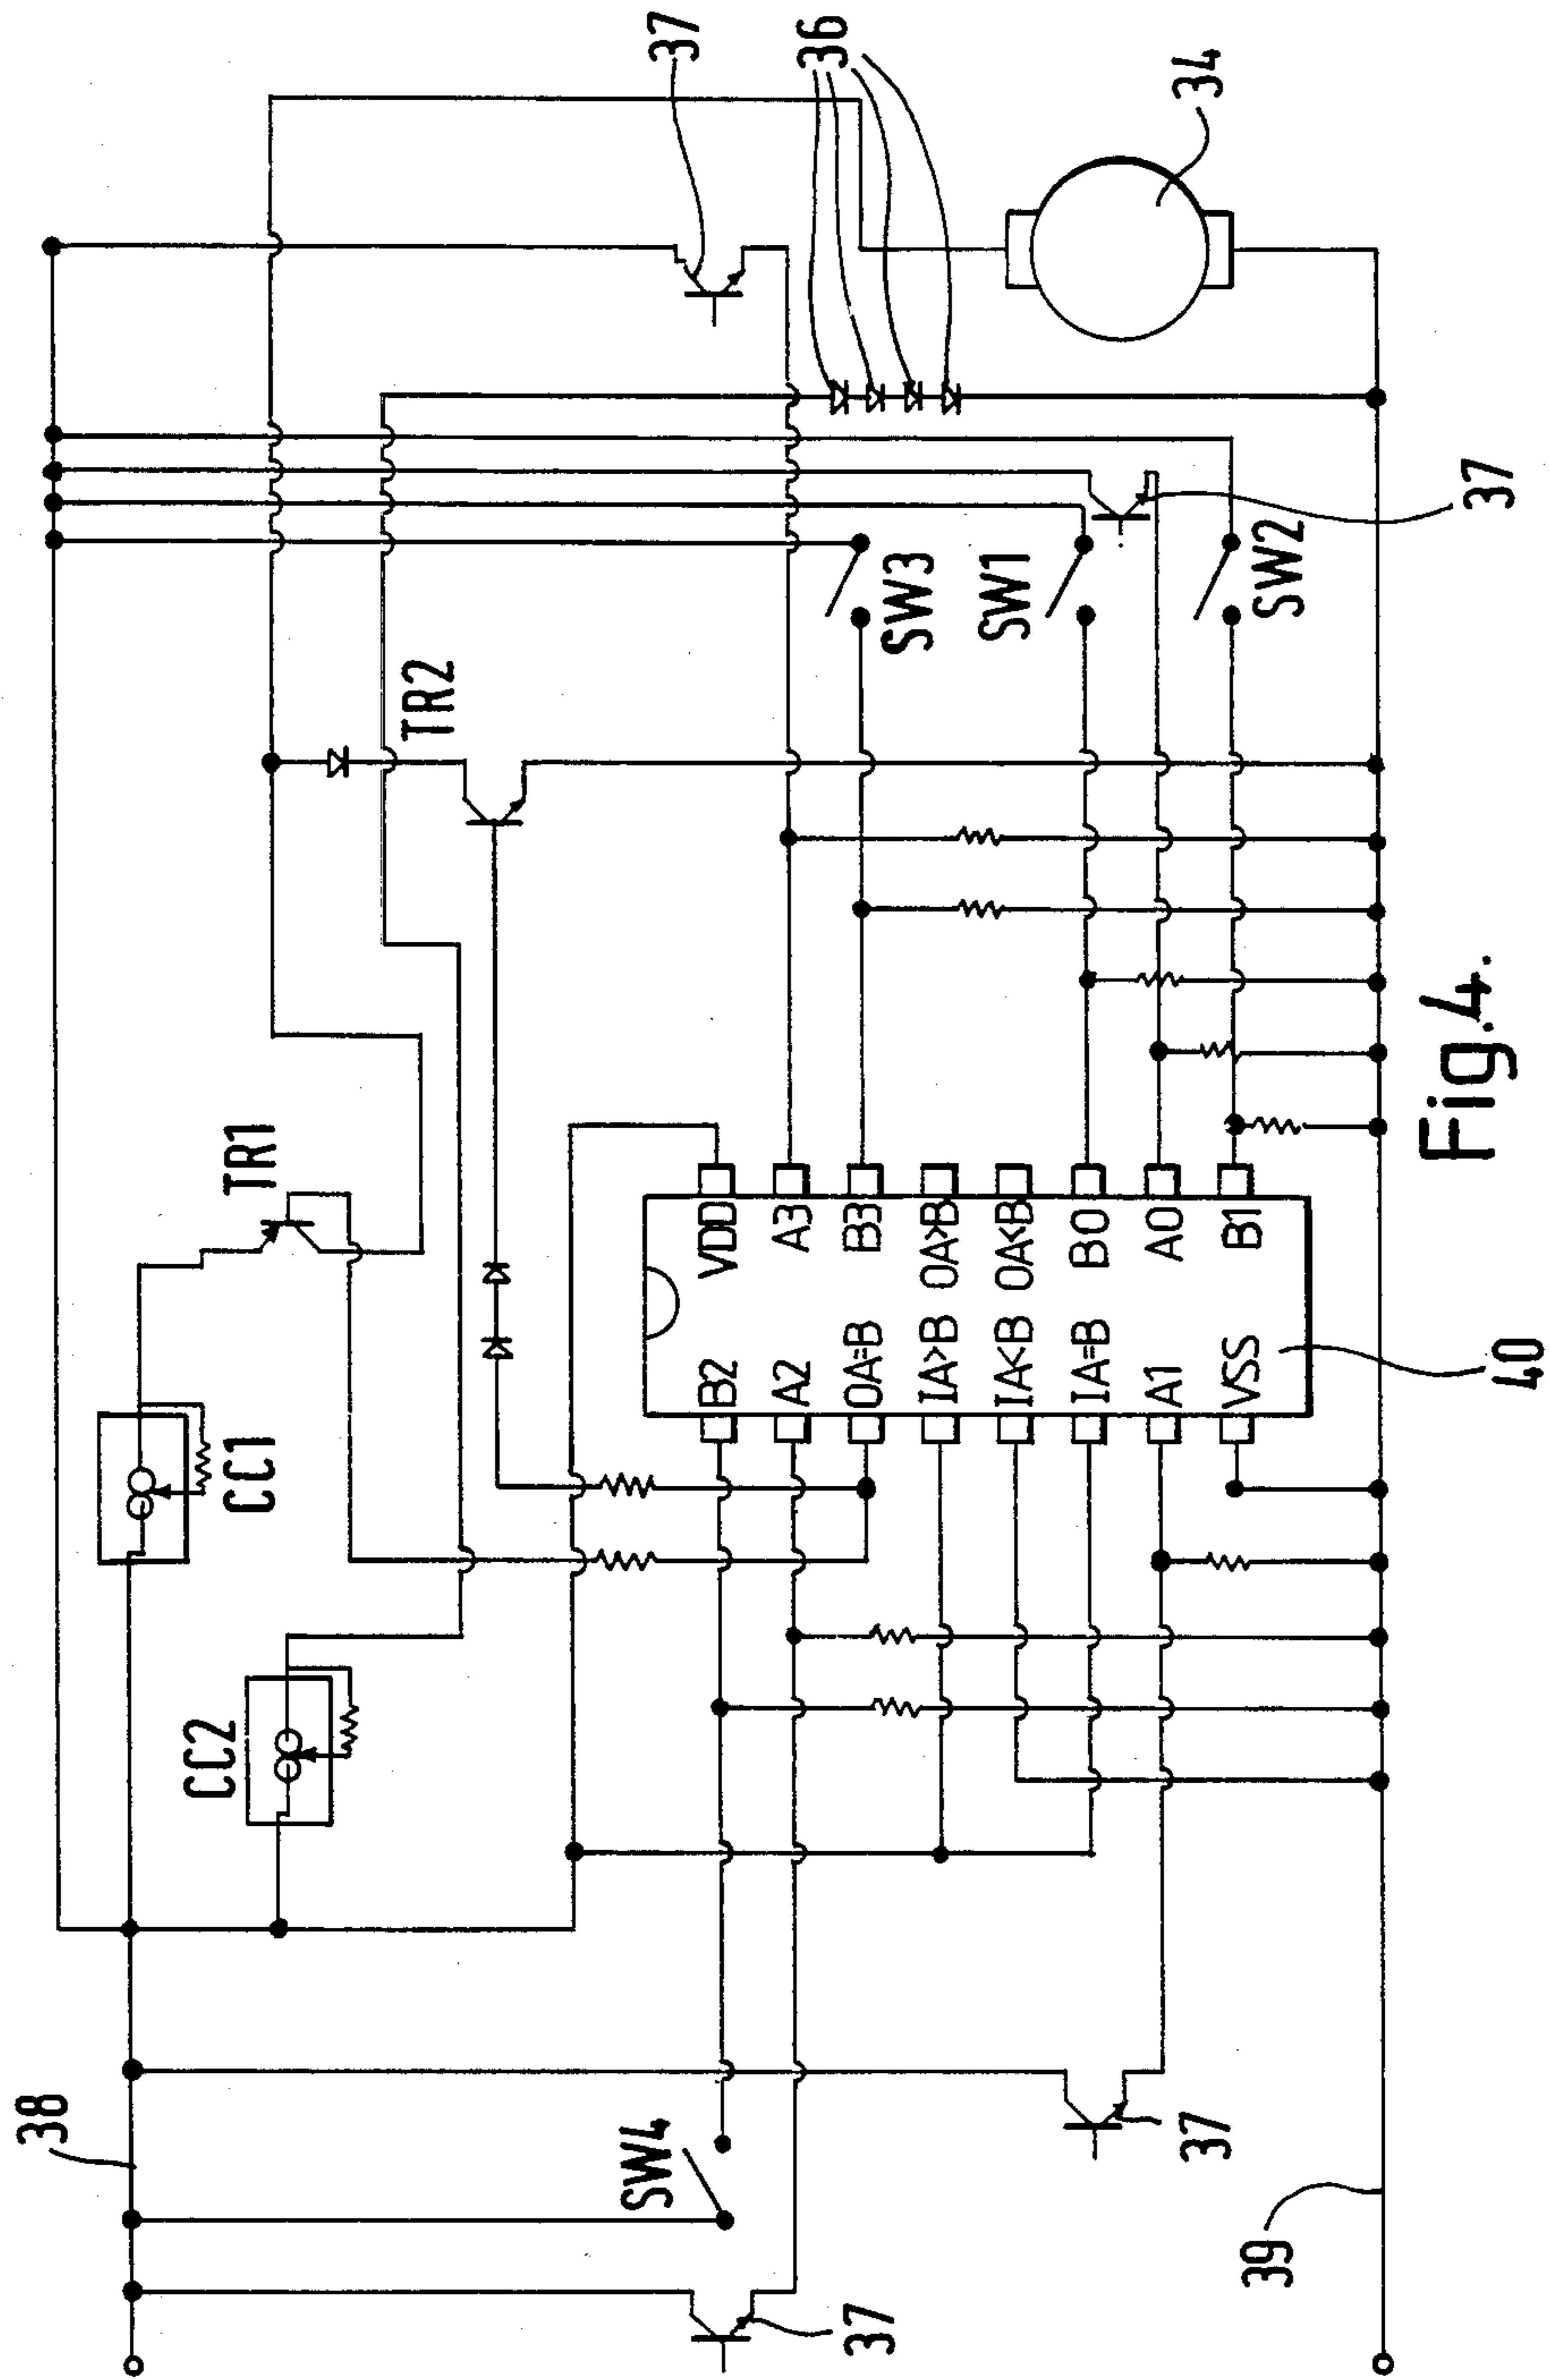 38
CC2
CC1
TR1
TR2
SW4
37
B2 VDD
A2 A3
36
37
OA=B B3
SW3
IA>B OA>B
SW1
IA<B OA<B
IA=B B0
A1 A0
37
34
VSS B1
39
SW2
Fig.4.
37
40